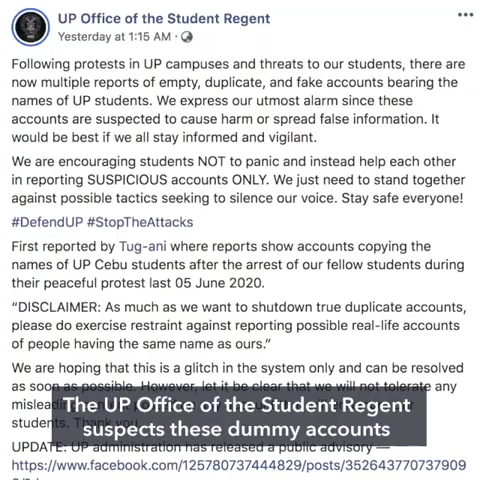 UP Office of the Student Regent
Yesterday at 1:15 AM ·
Following protests in UP campuses and threats to our students, there are
now multiple reports of empty, duplicate, and fake accounts bearing the
names of UP students. We express our utmost alarm since these
accounts are suspected to cause harm or spread false information. It
would be best if we all stay informed and vigilant.
We are encouraging students NOT to panic and instead help each other
in reporting SUSPICIOUS accounts ONLY. We just need to stand together
against possible tactics seeking to silence our voice. Stay safe everyone!
#DefendUP #StopTheAttacks
First reported by Tug-ani where reports show accounts copying the
names of UP Cebu students after the arrest of our fellow students during
their peaceful protest last 05 June 2020.
“DISCLAIMER: As much as we want to shutdown true duplicate accounts,
please do exercise restraint against reporting possible real-life accounts
of people having the same name as ours.”
We are hoping that this is a glitch in the system only and can be resolved
as soon as possible. However, let it be clear that we will not tolerate any
The UP Office of the Student Regent
suspects these dummy accounts
students. Thank you.
UPDATE: UP administration has released a public advisory —
https://www.facebook.com/125780737444829/posts/352643770737909